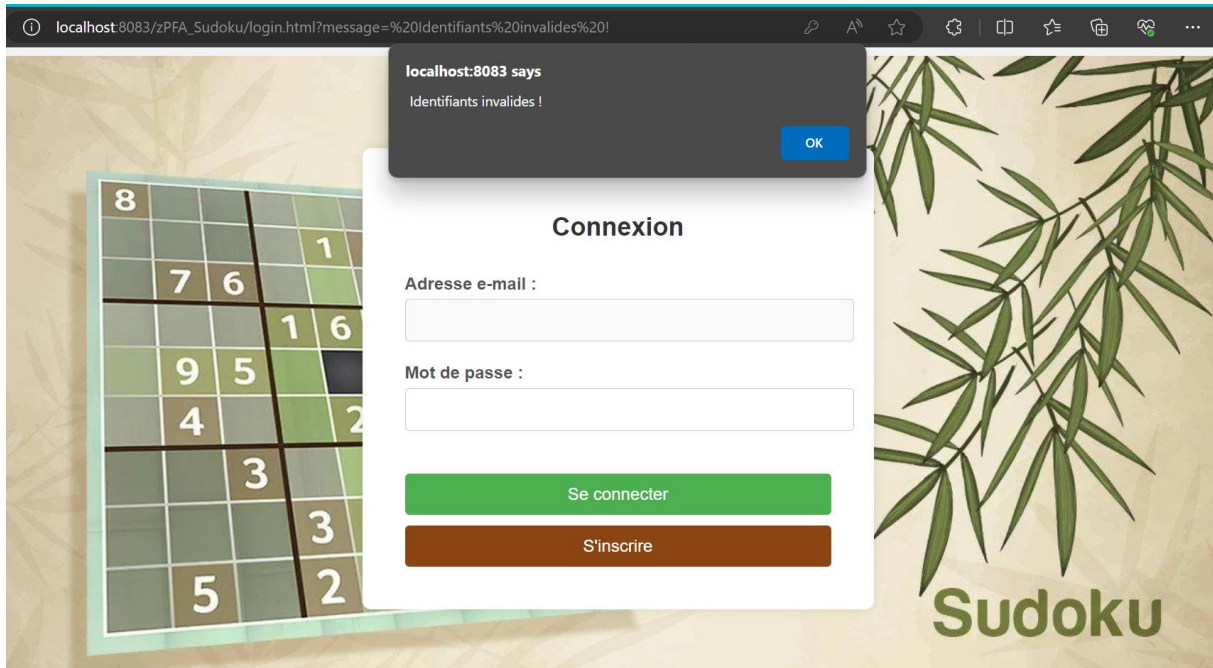 localhost:8083/zPFA_Sudoku/login.html?message=%20Identifiants%20invalides%20!
localhost:8083 says
Identifiants invalides !
OK
Connexion
Adresse e-mail :
Mot de passe :
Se connecter
S'inscrire
8
1
7 6
1 6
9 5
4 2
3
3
5 2
Sudoku